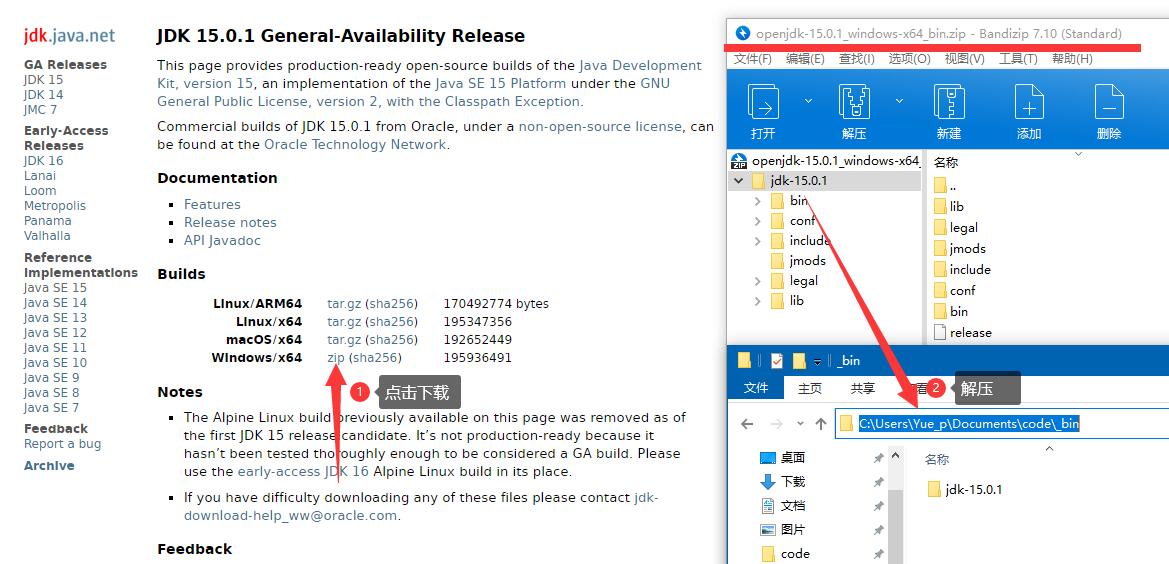 jdk.java.net
GA Releases
JDK 15
JDK 14
JMC 7
Early-Access
Releases
JDK 16
Lanai
Loom
Metropolis
Panama
Valhalla
Reference
Implementations
Java SE 15
Java SE 14
Java SE 13
Java SE 12
Java SE 11
Java SE 10
Java SE 9
Java SE 8
Java SE 7
Feedback
Report a bug
Archive
JDK 15.0.1 General-Availability Release
This page provides production-ready open-source builds of the Java Development
Kit, version 15, an implementation of the Java SE 15 Platform under the GNU
General Public License, version 2, with the Classpath Exception.
Commercial builds of JDK 15.0.1 from Oracle, under a non-open-source license, can
be found at the Oracle Technology Network.
Documentation
Features
Release notes
API Javadoc
Builds
Linux/ARM64 tar.gz (sha256) 170492774 bytes
Linux/x64 tar.gz (sha256) 195347356
macOS/x64 tar.gz (sha256) 192652449
Windows/x64 zip (sha256) 195936491
1 点击下载
Notes
The Alpine Linux build previously available on this page was removed as of
the first JDK 15 release candidate. It's not production-ready because it
hasn't been tested thoroughly enough to be considered a GA build. Please
use the early-access JDK 16 Alpine Linux build in its place.
If you have difficulty downloading any of these files please contact jdk-
download-help_ww@oracle.com.
Feedback
openjdk-15.0.1_windows-x64_bin.zip - Bandizip 7.10 (Standard)
文件(F) 编辑(E) 查找(I) 选项(O) 视图(V) 工具(T) 帮助(H)
打开 解压 新建 添加 删除
ZIP openjdk-15.0.1_windows-x64_
jdk-15.0.1
bin
conf
include
jmods
legal
lib
名称
..
lib
legal
jmods
include
conf
bin
release
_bin
文件 主页 共享 看
2 解压
C:\Users\Yue_p\Documents\code\_bin
桌面
下载
文档
图片
code
名称
jdk-15.0.1